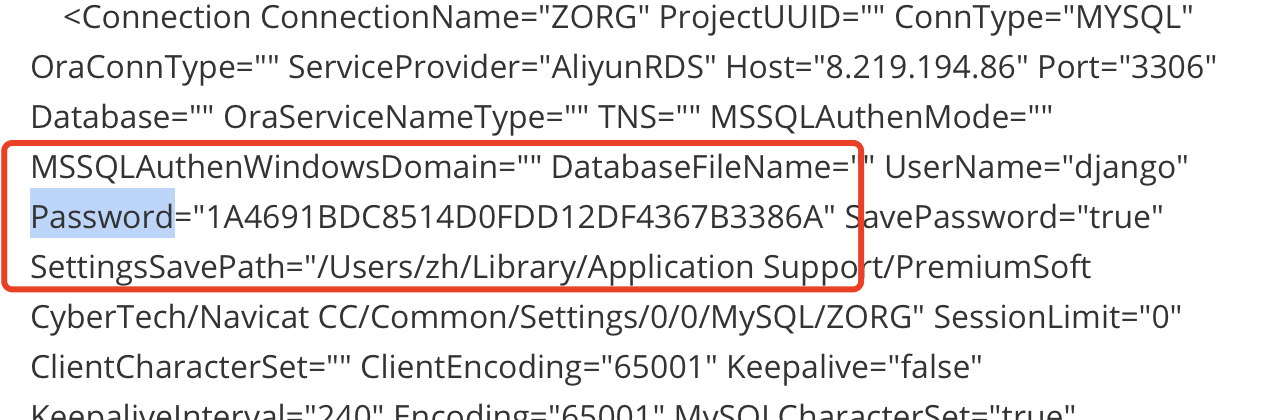 <Connection ConnectionName="ZORG" ProjectUUID="" ConnType="MYSQL"
OraConnType="" ServiceProvider="AliyunRDS" Host="8.219.194.86" Port="3306"
Database="" OraServiceNameType="" TNS="" MSSQLAuthenMode=""
MSSQLAuthenWindowsDomain="" DatabaseFileName="" UserName="django"
Password="1A4691BDC8514D0FDD12DF4367B3386A" SavePassword="true"
SettingsSavePath="/Users/zh/Library/Application Support/PremiumSoft
CyberTech/Navicat CC/Common/Settings/0/0/MySQL/ZORG" SessionLimit="0"
ClientCharacterSet="" ClientEncoding="65001" Keepalive="false"
KeepaliveInterval="240" Encoding="65001" MySQLCharacterSet="true"